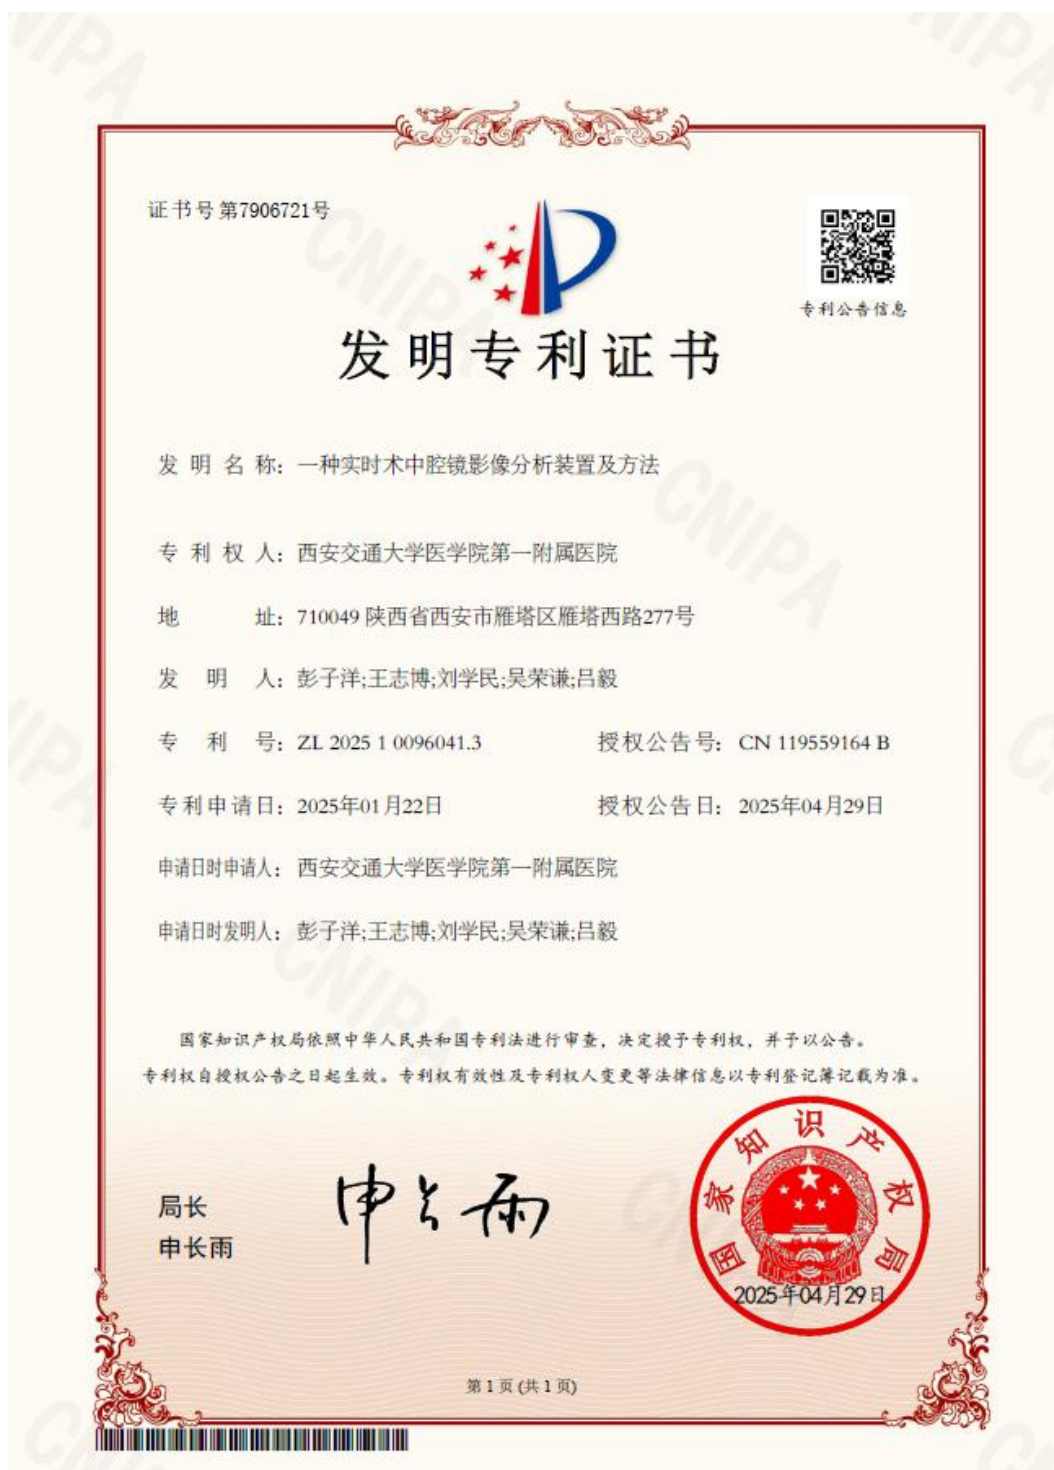 证书号第7906721号
专利公告信息
发明专利证书
发明名称：一种实时术中腔镜影像分析装置及方法
专利权人：西安交通大学医学院第一附属医院
地址：710049 陕西省西安市雁塔区雁塔西路277号
发明人：彭子洋;王志博;刘学民;吴荣谦;吕毅
专利号：ZL 2025 1 0096041.3 授权公告号：CN 119559164 B
专利申请日：2025年01月22日 授权公告日：2025年04月29日
申请日时申请人：西安交通大学医学院第一附属医院
申请日时发明人：彭子洋;王志博;刘学民;吴荣谦;吕毅
国家知识产权局依照中华人民共和国专利法进行审查，决定授予专利权，并予以公告。
专利权自授权公告之日起生效。专利权有效性及专利权人变更等法律信息以专利登记簿记载为准。
局长
申长雨
申长雨
国家知识产权局
2025年04月29日
第 1 页 (共 1 页)
CNIPA